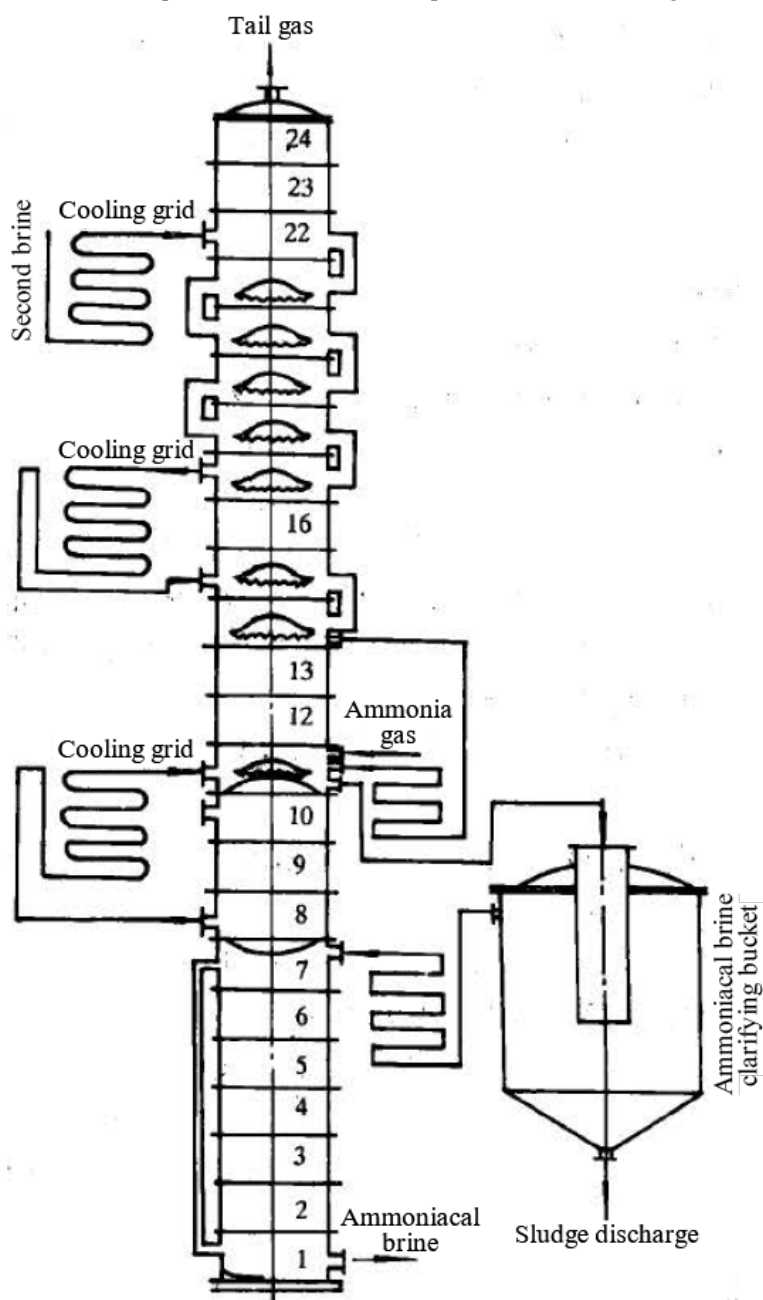 Tail gas
24
23
Cooling grid
22
Second brine
Cooling grid
16
13
12
Ammonia
gas
Cooling grid
10
9
8
7
6
5
4
3
2
1
Ammoniacal
brine
Ammoniacal brine
clarifying bucket
Sludge discharge